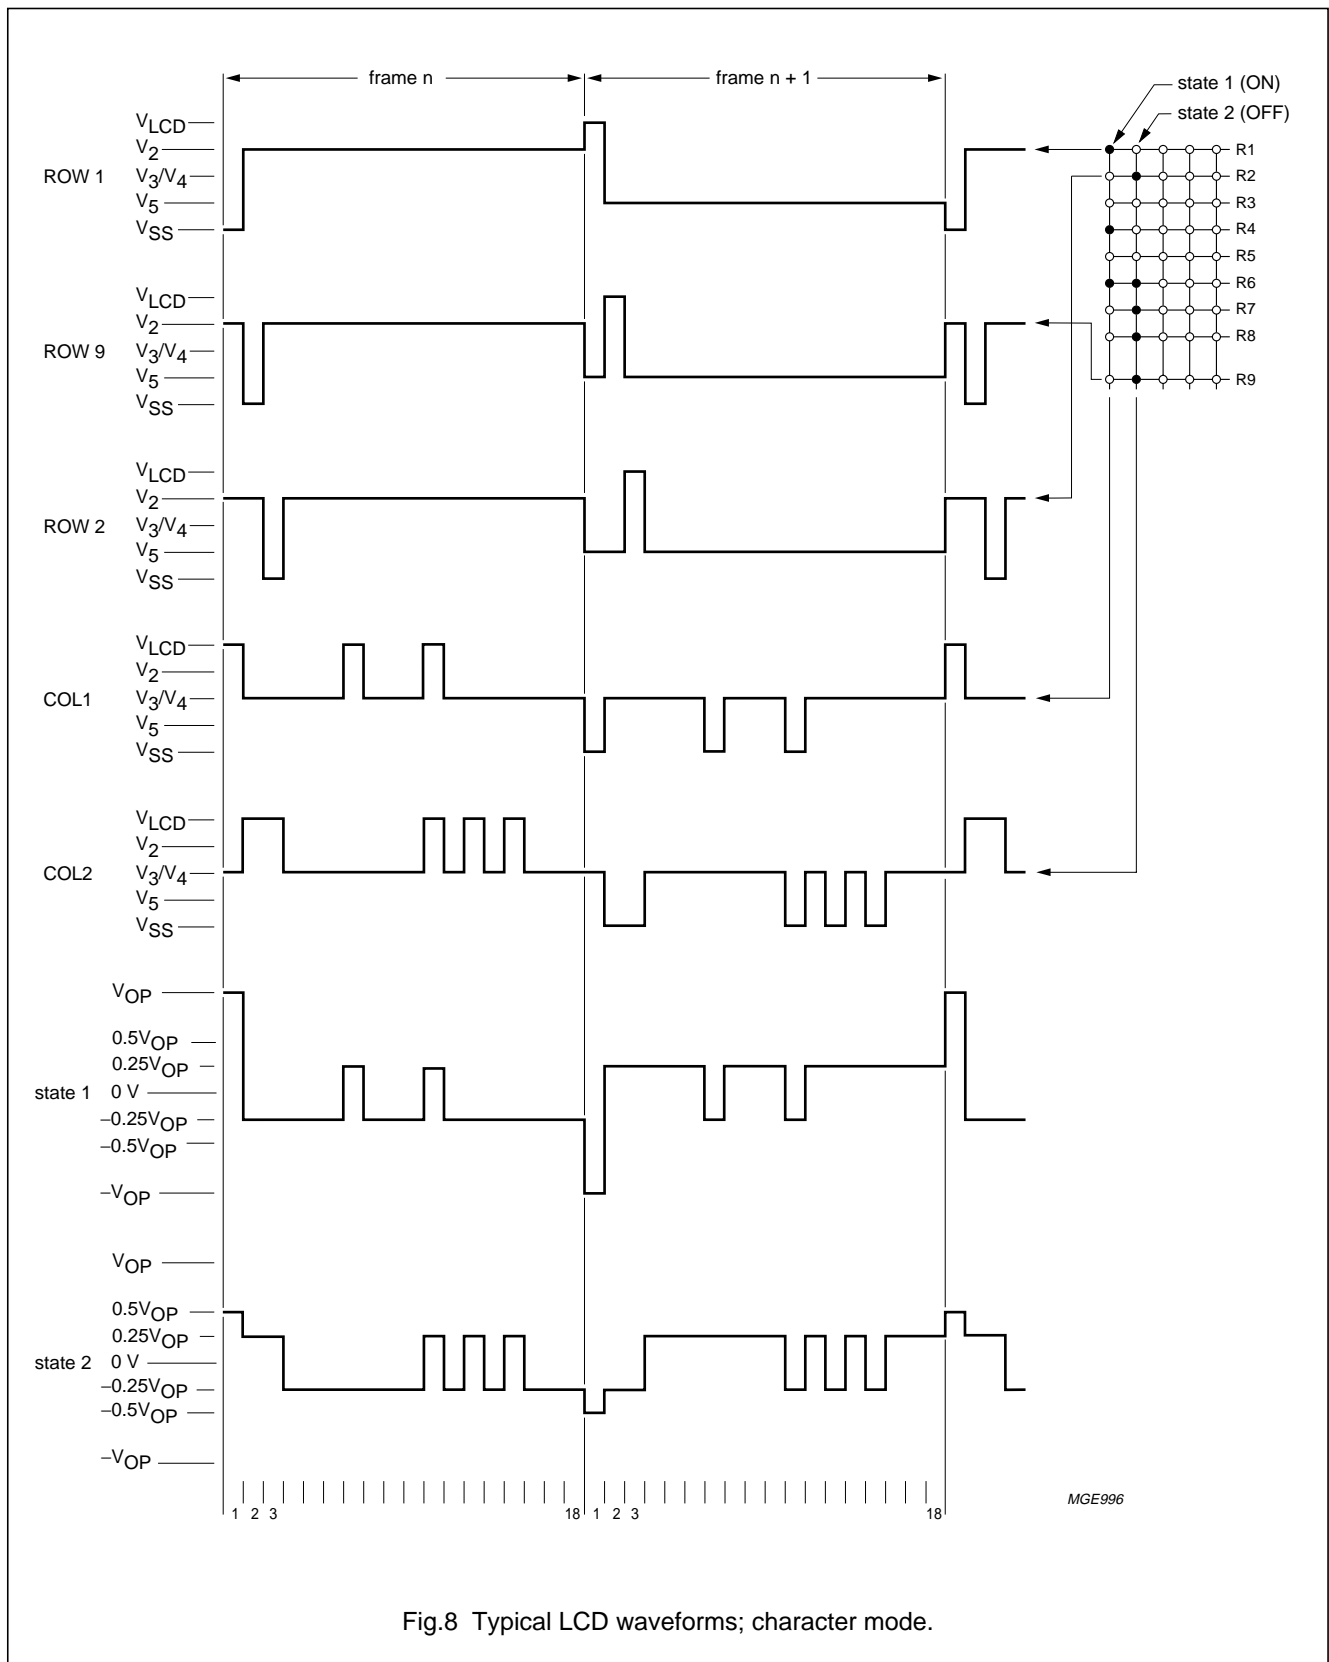 frame n
frame n + 1
state 1 (ON)
state 2 (OFF)
R1
R2
R3
R4
R5
R6
R7
R8
R9
ROW 1
VLCD
V2
V3/V4
V5
VSS
ROW 9
VLCD
V2
V3/V4
V5
VSS
ROW 2
VLCD
V2
V3/V4
V5
VSS
COL1
VLCD
V2
V3/V4
V5
VSS
COL2
VLCD
V2
V3/V4
V5
VSS
state 1
VOP
0.5VOP
0.25VOP
0 V
−0.25VOP
−0.5VOP
−VOP
state 2
VOP
0.5VOP
0.25VOP
0 V
−0.25VOP
−0.5VOP
−VOP
1 2 3 18 1 2 3 18
MGE996
Fig.8 Typical LCD waveforms; character mode.